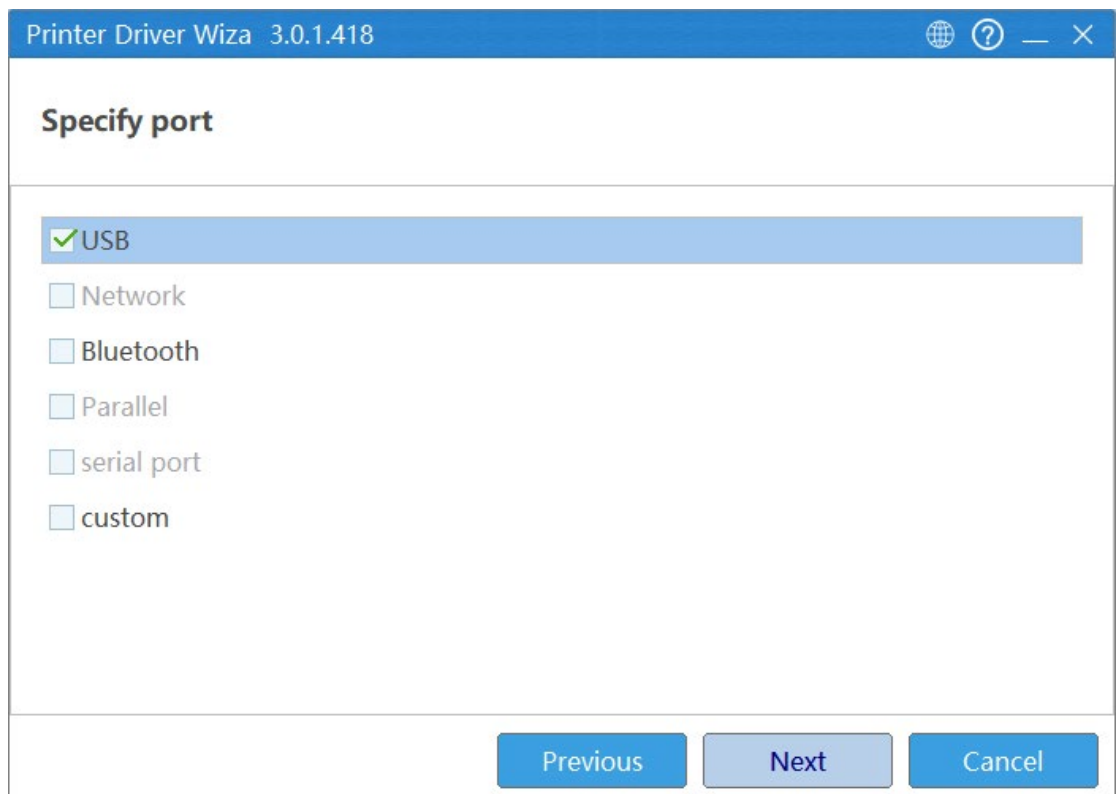 Printer Driver Wiza 3.0.1.418
Specify port
USB
Network
Bluetooth
Parallel
serial port
custom
Previous Next Cancel